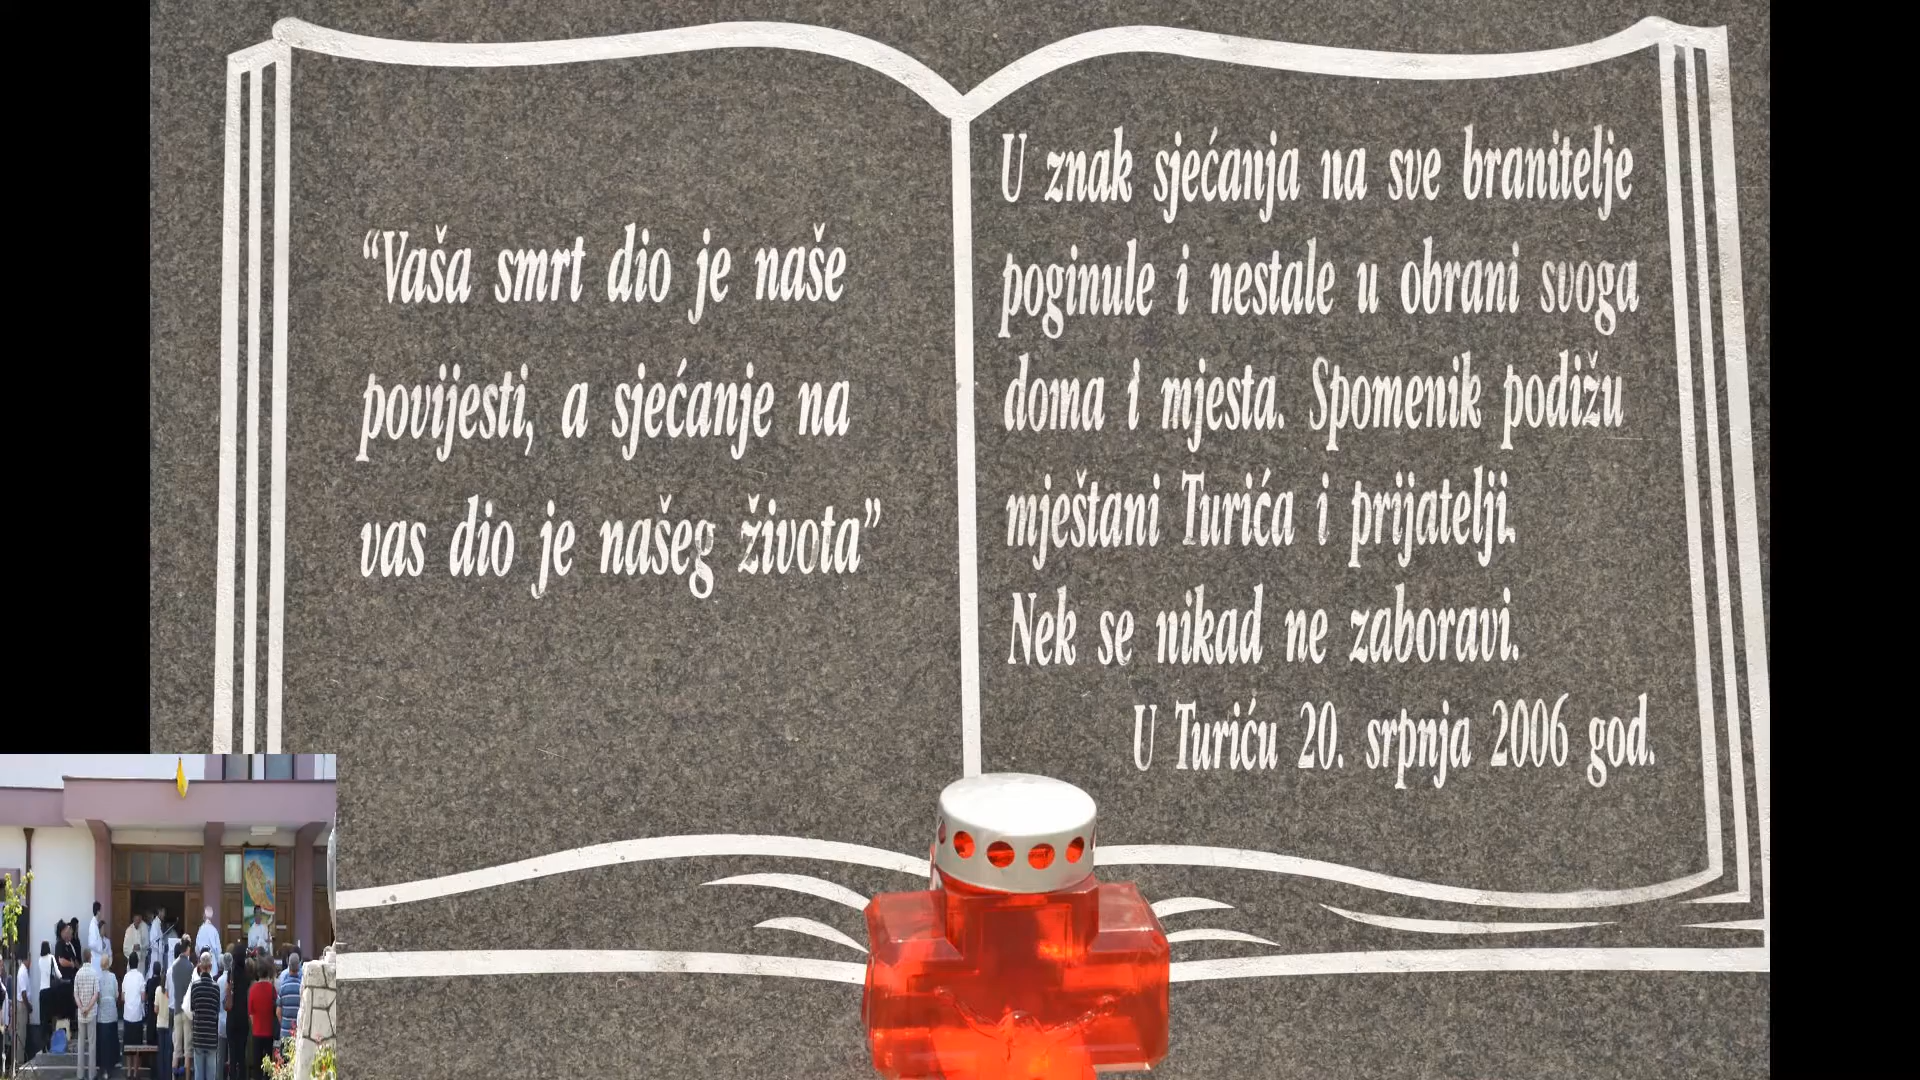 “Vaša smrt dio je naše
povijesti, a sjećanje na
vas dio je našeg života”
U znak sjećanja na sve branitelje
poginule i nestale u obrani svoga
doma i mjesta. Spomenik podižu
mještani Turića i prijatelji.
Nek se nikad ne zaboravi.
U Turiću 20. srpnja 2006 god.